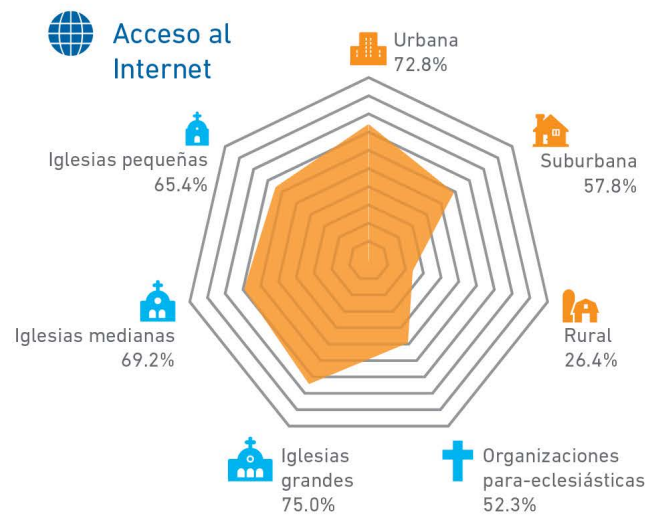 Acceso al
Internet
Urbana
72.8%
Suburbana
57.8%
Rural
26.4%
Organizaciones
para-eclesiásticas
52.3%
Iglesias
grandes
75.0%
Iglesias medianas
69.2%
Iglesias pequeñas
65.4%